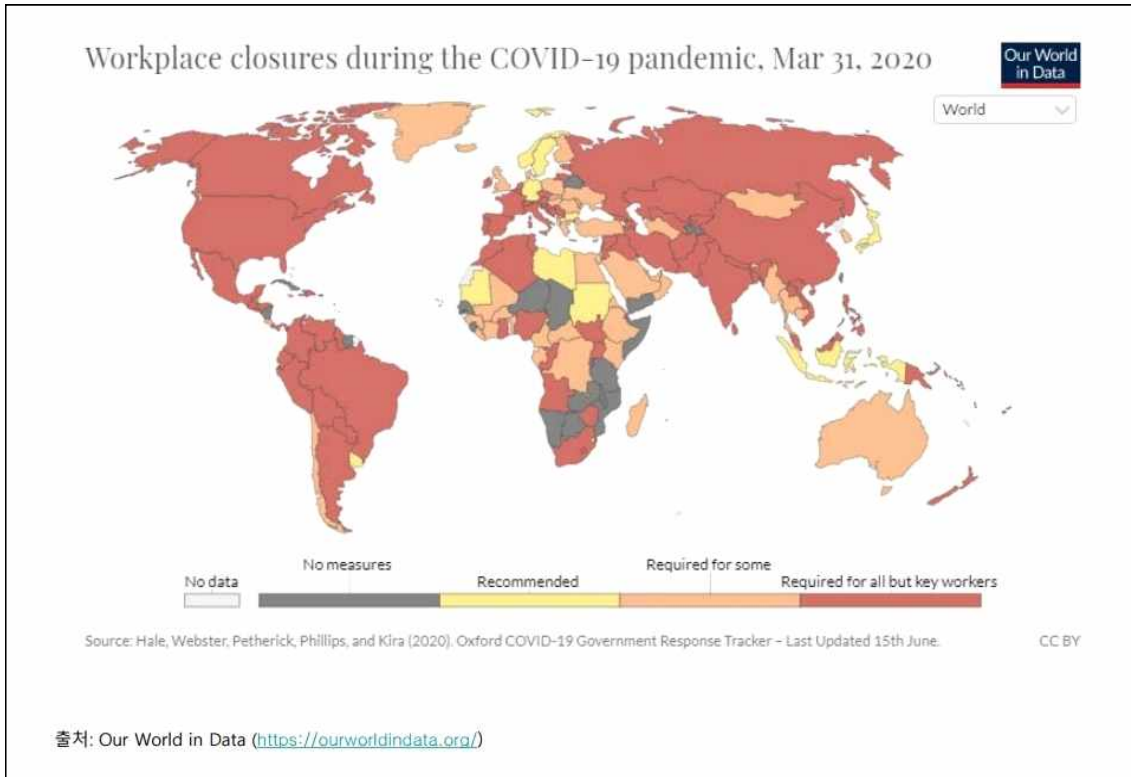 Workplace closures during the COVID-19 pandemic, Mar 31, 2020
Our World
in Data
World
No data
No measures
Recommended
Required for some
Required for all but key workers
Source: Hale, Webster, Petherick, Phillips, and Kira (2020). Oxford COVID-19 Government Response Tracker – Last Updated 15th June.
CC BY
출처: Our World in Data (https://ourworldindata.org/)